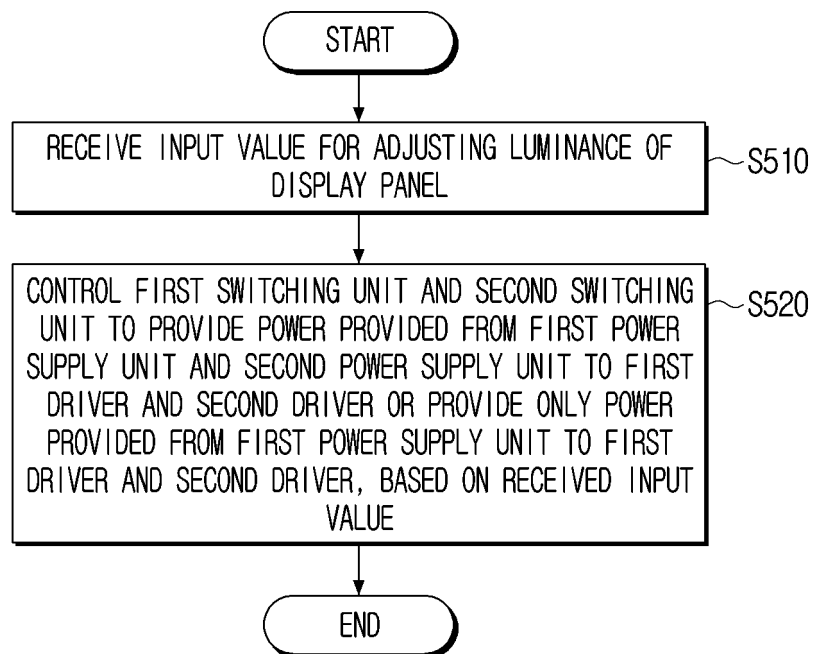 START
RECEIVE INPUT VALUE FOR ADJUSTING LUMINANCE OF
DISPLAY PANEL
S510
CONTROL FIRST SWITCHING UNIT AND SECOND SWITCHING
UNIT TO PROVIDE POWER PROVIDED FROM FIRST POWER
SUPPLY UNIT AND SECOND POWER SUPPLY UNIT TO FIRST
DRIVER AND SECOND DRIVER OR PROVIDE ONLY POWER
PROVIDED FROM FIRST POWER SUPPLY UNIT TO FIRST
DRIVER AND SECOND DRIVER, BASED ON RECEIVED INPUT
VALUE
S520
END